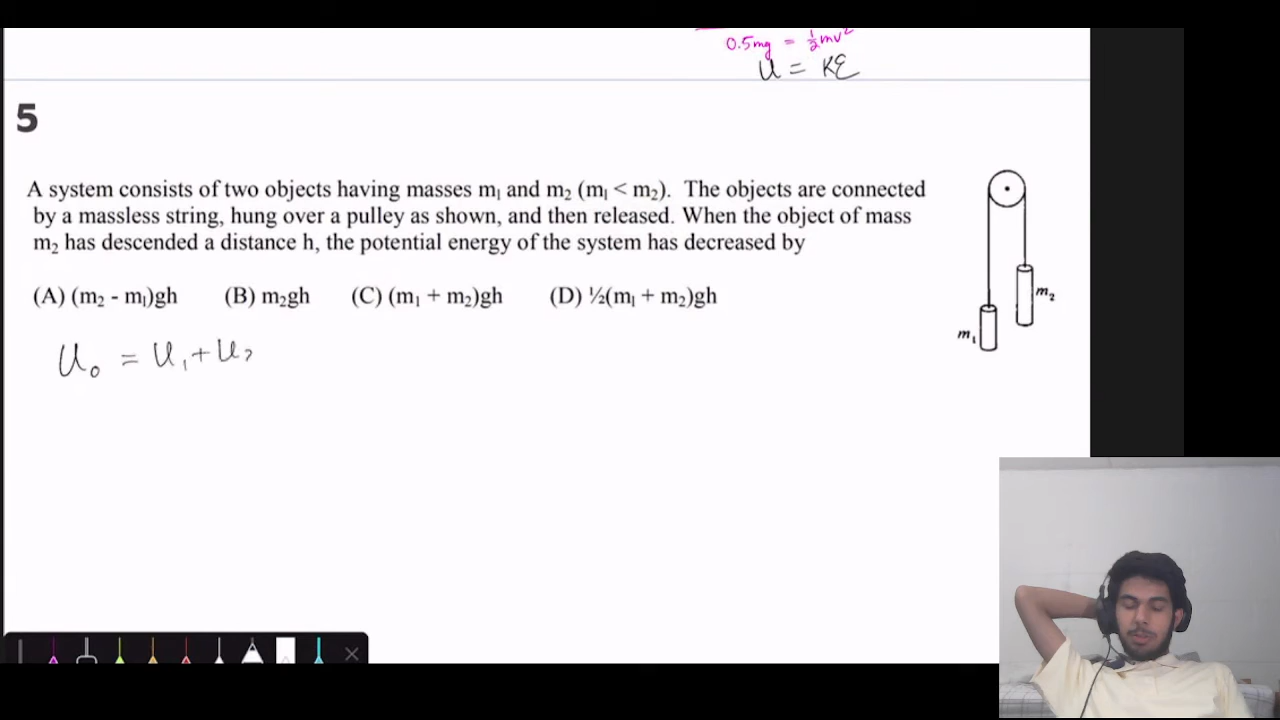 0.5mg = ½mv²
U = KE
5
A system consists of two objects having masses m₁ and m₂ (m₁ < m₂). The objects are connected
by a massless string, hung over a pulley as shown, and then released. When the object of mass
m₂ has descended a distance h, the potential energy of the system has decreased by
(A) (m₂ - m₁)gh (B) m₂gh (C) (m₁ + m₂)gh (D) ½(m₁ + m₂)gh
U₀ = U₁ + U₂
m₂
m₁